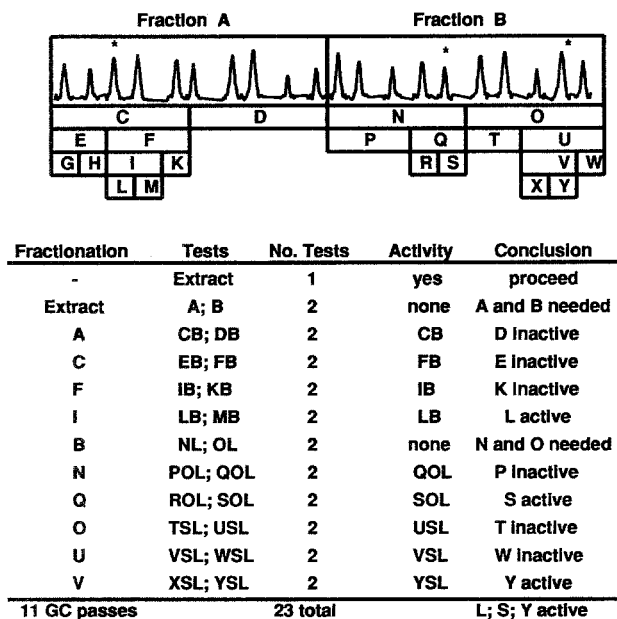 Fraction A Fraction B
* * *
C D N O
E F P Q T U
G H I K R S V W
L M X Y
Fractionation Tests No. Tests Activity Conclusion
- Extract 1 yes proceed
Extract A; B 2 none A and B needed
A CB; DB 2 CB D inactive
C EB; FB 2 FB E inactive
F IB; KB 2 IB K inactive
I LB; MB 2 LB L active
B NL; OL 2 none N and O needed
N POL; QOL 2 QOL P inactive
Q ROL; SOL 2 SOL S active
O TSL; USL 2 USL T inactive
U VSL; WSL 2 VSL W inactive
V XSL; YSL 2 YSL Y active
11 GC passes 23 total L; S; Y active